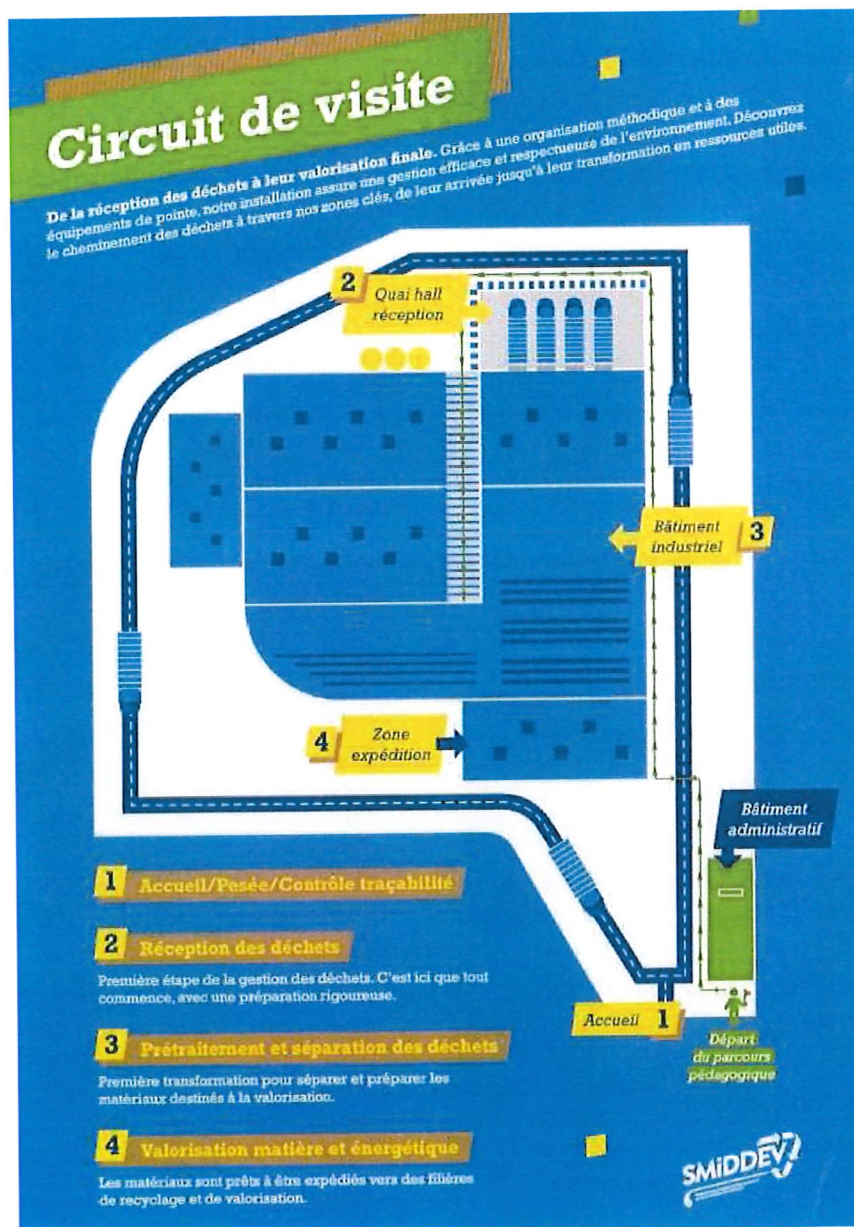 Circuit de visite
De la réception des déchets à leur valorisation finale. Grâce à une organisation méthodique et à des
équipements de pointe, notre installation assure une gestion efficace et respectueuse de l'environnement. Découvrez
le cheminement des déchets à travers nos zones clés, de leur arrivée jusqu'à leur transformation en ressources utiles.
2
Quai hall
réception
Bâtiment
industriel
3
4
Zone
expédition
Bâtiment
administratif
1 Accueil/Pesée/Contrôle traçabilité
2 Réception des déchets
Première étape de la gestion des déchets. C'est ici que tout
commence, avec une préparation rigoureuse.
Accueil 1
Départ
du parcours
pédagogique
3 Prétraitement et séparation des déchets
Première transformation pour séparer et préparer les
matériaux destinés à la valorisation.
4 Valorisation matière et énergétique
Les matériaux sont prêts à être expédiés vers des filières
de recyclage et de valorisation.
SMiDDEV